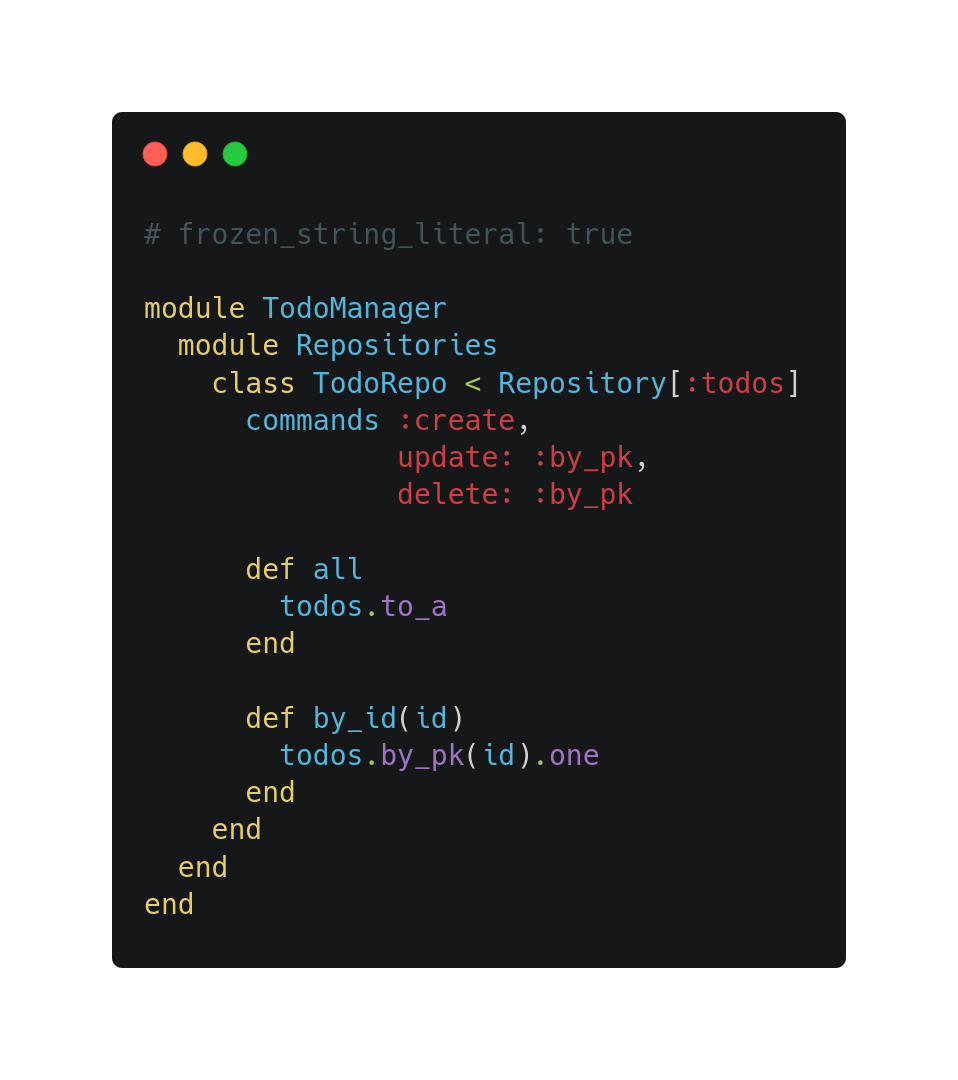 # frozen_string_literal: true

module TodoManager
  module Repositories
    class TodoRepo < Repository[:todos]
      commands :create,
               update: :by_pk,
               delete: :by_pk

      def all
        todos.to_a
      end

      def by_id(id)
        todos.by_pk(id).one
      end
    end
  end
end